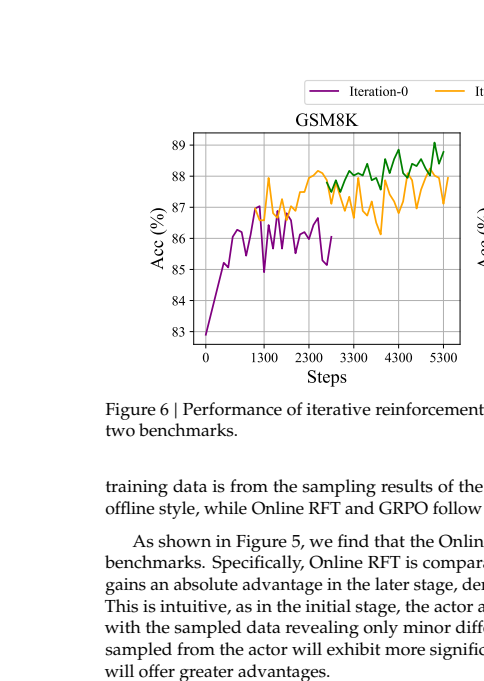 Iteration-0 It
GSM8K
89
88
87
86
85
84
83
Acc (%)
0 1300 2300 3300 4300 5300
Steps
Acc (%)
Figure 6 | Performance of iterative reinforcement
two benchmarks.
training data is from the sampling results of the
offline style, while Online RFT and GRPO follow
As shown in Figure 5, we find that the Onlin
benchmarks. Specifically, Online RFT is compara
gains an absolute advantage in the later stage, den
This is intuitive, as in the initial stage, the actor a
with the sampled data revealing only minor diffe
sampled from the actor will exhibit more signific
will offer greater advantages.